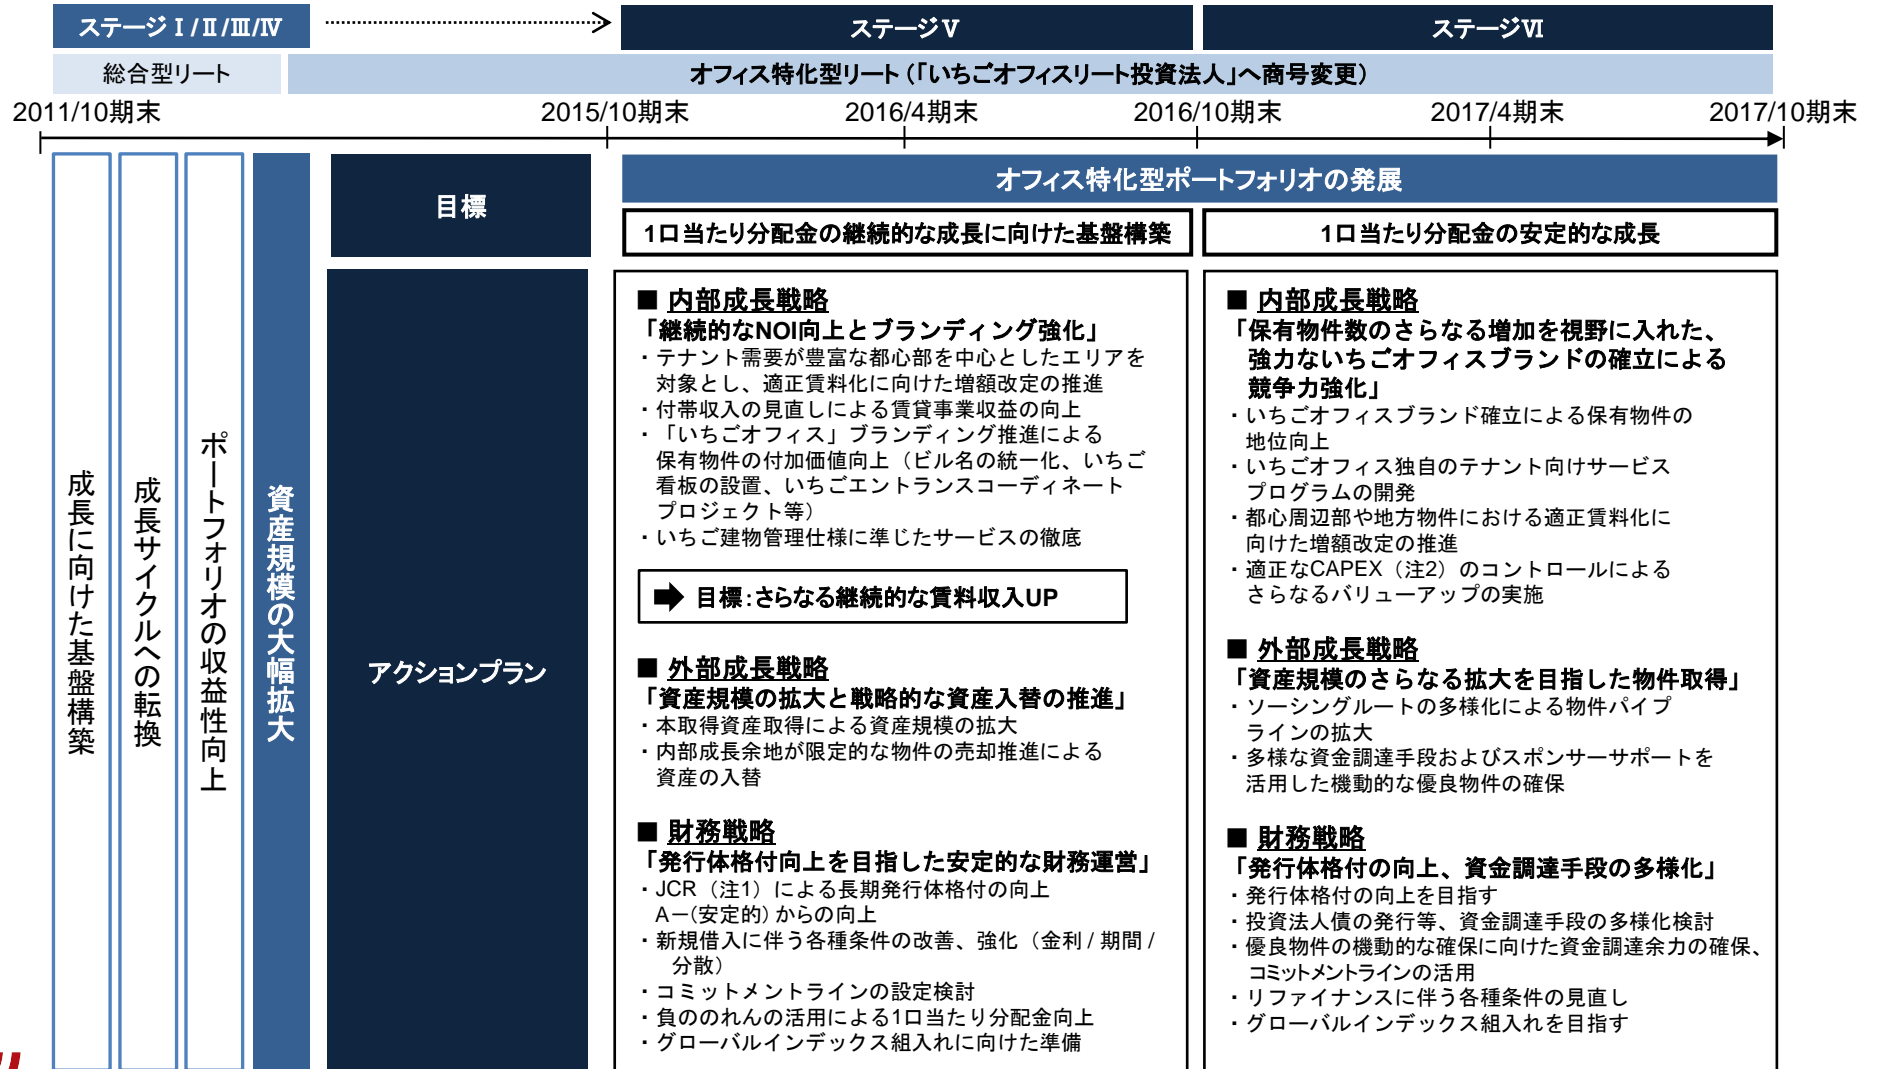 ステージⅠ/Ⅱ/Ⅲ/Ⅳ
ステージⅤ
ステージⅥ
総合型リート
オフィス特化型リート（「いちごオフィスリート投資法人」へ商号変更）
2011/10期末
2015/10期末
2016/4期末
2016/10期末
2017/4期末
2017/10期末
成長に向けた基盤構築
成長サイクルへの転換
ポートフォリオの収益性向上
資産規模の大幅拡大
目標
オフィス特化型ポートフォリオの発展
1口当たり分配金の継続的な成長に向けた基盤構築
1口当たり分配金の安定的な成長
アクションプラン
■ 内部成長戦略
「継続的なNOI向上とブランディング強化」
・テナント需要が豊富な都心部を中心としたエリアを
対象とし、適正賃料化に向けた増額改定の推進
・付帯収入の見直しによる賃貸事業収益の向上
・「いちごオフィス」ブランディング推進による
保有物件の付加価値向上（ビル名の統一化、いちご
看板の設置、いちごエントランスコーディネート
プロジェクト等）
・いちご建物管理仕様に準じたサービスの徹底
➡ 目標：さらなる継続的な賃料収入UP
■ 外部成長戦略
「資産規模の拡大と戦略的な資産入替の推進」
・本取得資産取得による資産規模の拡大
・内部成長余地が限定的な物件の売却推進による
資産の入替
■ 財務戦略
「発行体格付向上を目指した安定的な財務運営」
・JCR（注1）による長期発行体格付の向上
A－(安定的) からの向上
・新規借入に伴う各種条件の改善、強化（金利 / 期間 /
分散）
・コミットメントラインの設定検討
・負ののれんの活用による1口当たり分配金向上
・グローバルインデックス組入れに向けた準備
■ 内部成長戦略
「保有物件数のさらなる増加を視野に入れた、
強力ないちごオフィスブランドの確立による
競争力強化」
・いちごオフィスブランド確立による保有物件の
地位向上
・いちごオフィス独自のテナント向けサービス
プログラムの開発
・都心周辺部や地方物件における適正賃料化に
向けた増額改定の推進
・適正なCAPEX（注2）のコントロールによる
さらなるバリューアップの実施
■ 外部成長戦略
「資産規模のさらなる拡大を目指した物件取得」
・ソーシングルートの多様化による物件パイプ
ラインの拡大
・多様な資金調達手段およびスポンサーサポートを
活用した機動的な優良物件の確保
■ 財務戦略
「発行体格付の向上、資金調達手段の多様化」
・発行体格付の向上を目指す
・投資法人債の発行等、資金調達手段の多様化検討
・優良物件の機動的な確保に向けた資金調達余力の確保、
コミットメントラインの活用
・リファイナンスに伴う各種条件の見直し
・グローバルインデックス組入れを目指す